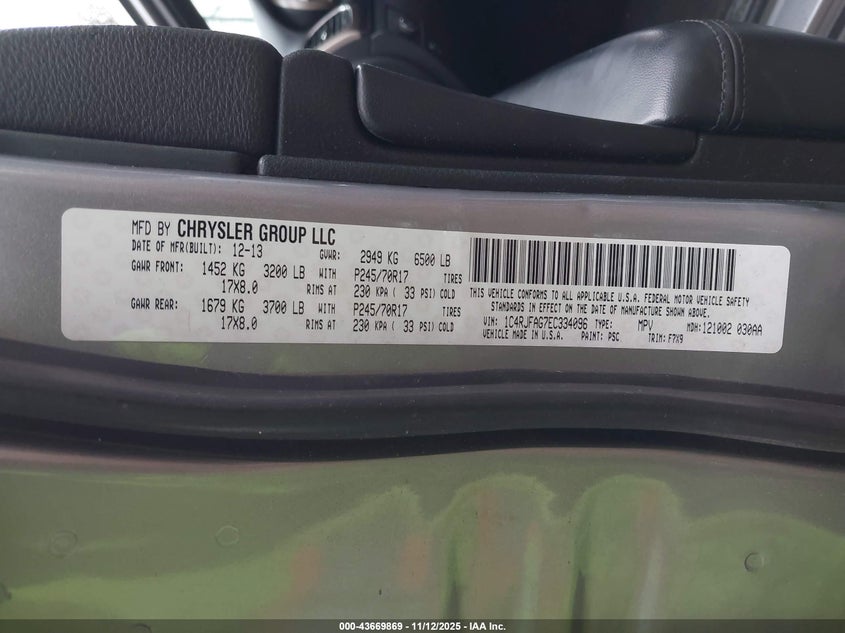 MFD BY CHRYSLER GROUP LLC
DATE OF MFR(BUILT): 12-13 GVWR: 2949 KG 6500 LB
GAWR FRONT: 1452 KG 3200 LB WITH P245/70R17 TIRES
17X8.0 RIMS AT 230 KPA ( 33 PSI) COLD
GAWR REAR: 1679 KG 3700 LB WITH P245/70R17 TIRES
17X8.0 RIMS AT 230 KPA ( 33 PSI) COLD
THIS VEHICLE CONFORMS TO ALL APPLICABLE U.S.A. FEDERAL MOTOR VEHICLE SAFETY
STANDARDS IN EFFECT ON THE DATE OF MANUFACTURE SHOWN ABOVE.
VIN: 1C4RJFAG7EC334096 TYPE: MPV MDH:121002 030AA
VEHICLE MADE IN U.S.A. PAINT: PSC TRIM: F7X9
000-43669869 - 11/12/2025 - IAA Inc.